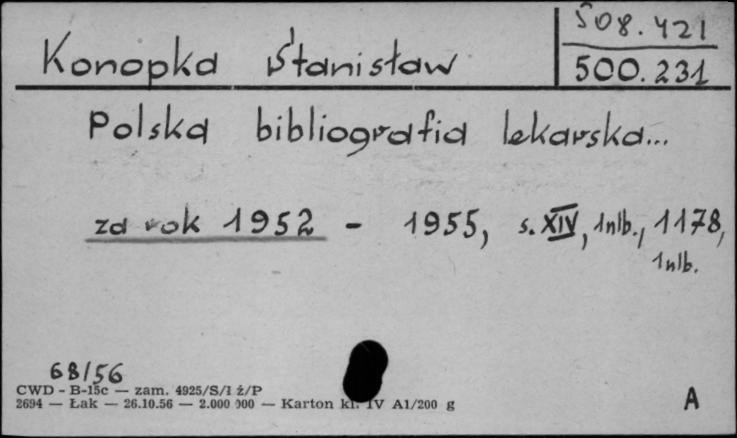 508.421
Konopka Stanisław 500.231
Polska bibliografia lekarska...
za rok 1952 - 1955, s. XIV, 1nlb., 1178,
1nlb.
68/56
CWD - B-15c — zam. 4925/S/1 ż/P
2694 — Łak — 26.10.56 — 2.000 000 — Karton kl. IV A1/200 g
A